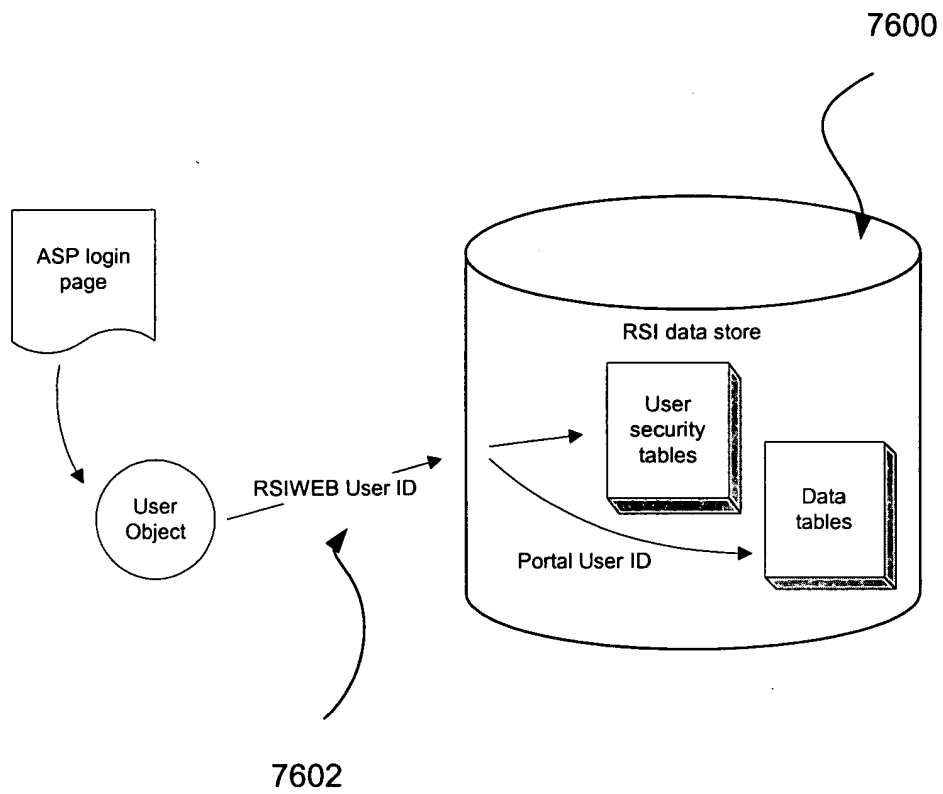 7600
ASP login
page
RSI data store
User
security
tables
RSIWEB User ID
User
Object
Data
tables
Portal User ID
7602